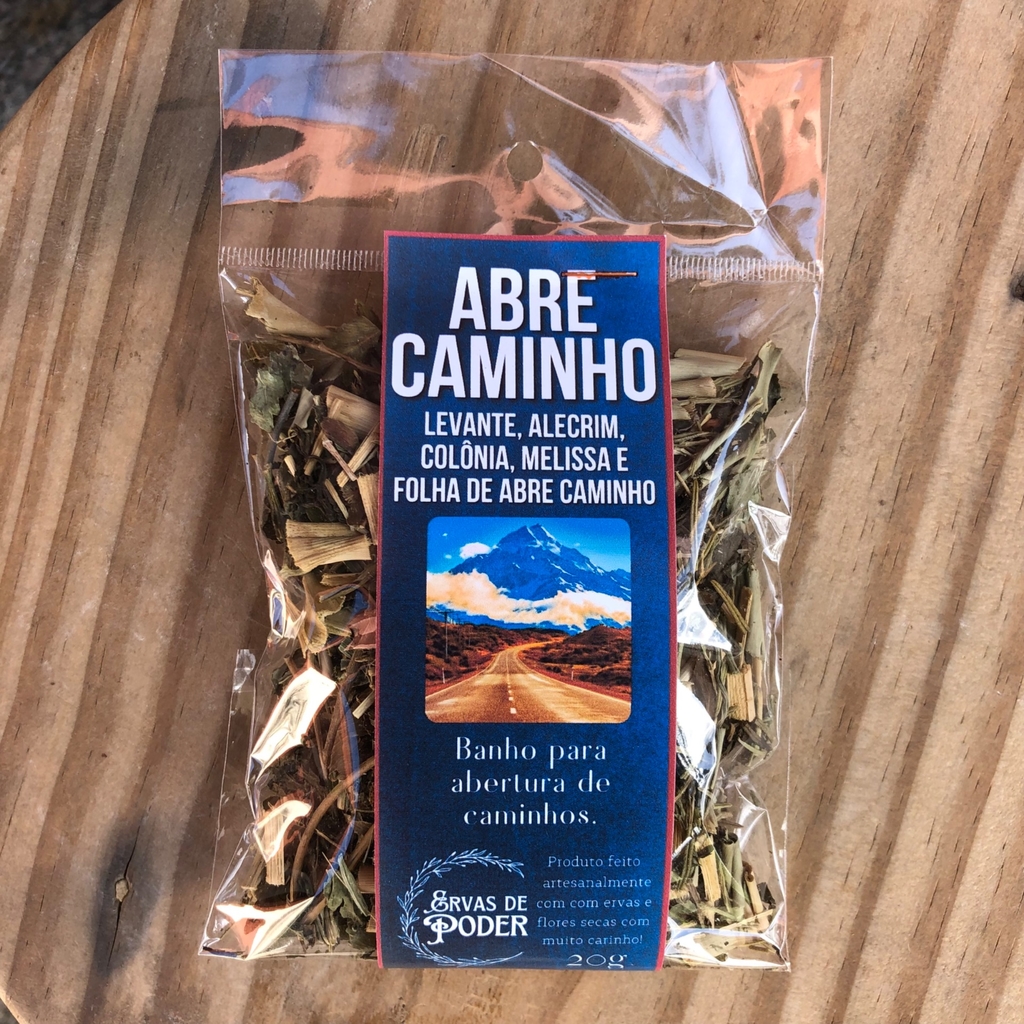 ABRE
CAMINHO
LEVANTE, ALECRIM,
COLÔNIA, MELISSA E
FOLHA DE ABRE CAMINHO
Banho para
abertura de
caminhos.
ERVAS DE
PODER
Produto feito
artesanalmente
com com ervas e
flores secas com
muito carinho!
20g.